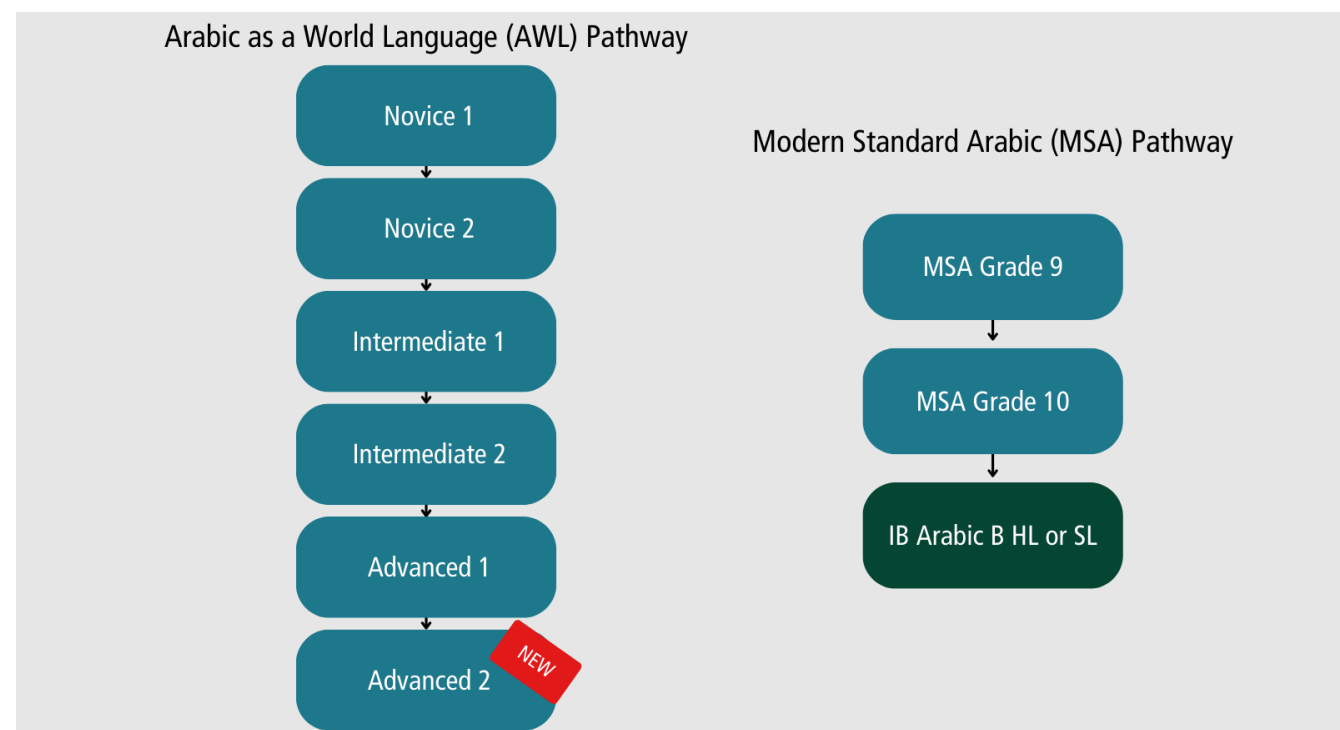 Arabic as a World Language (AWL) Pathway
Novice 1
Novice 2
Intermediate 1
Intermediate 2
Advanced 1
Advanced 2
NEW
Modern Standard Arabic (MSA) Pathway
MSA Grade 9
MSA Grade 10
IB Arabic B HL or SL